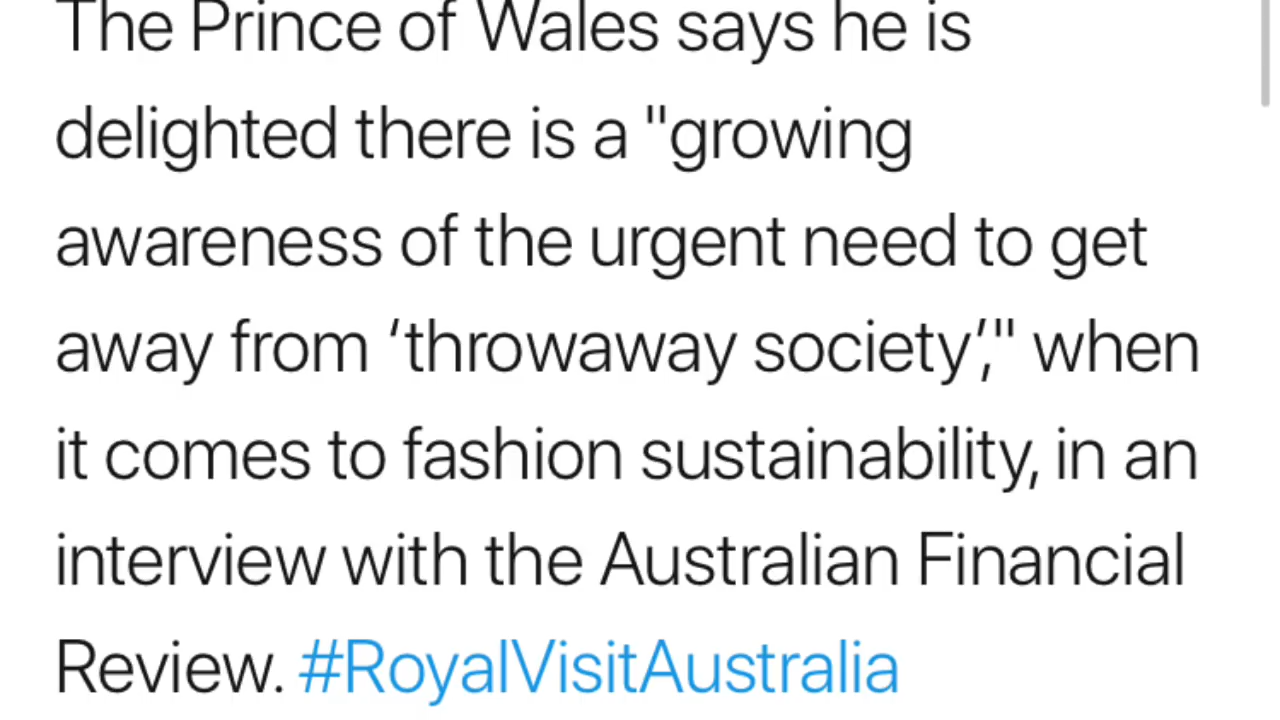 The Prince of Wales says he is
delighted there is a "growing
awareness of the urgent need to get
away from ‘throwaway society’," when
it comes to fashion sustainability, in an
interview with the Australian Financial
Review. #RoyalVisitAustralia